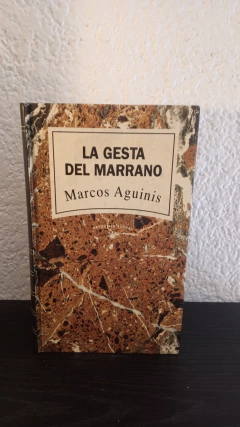 LA GESTA
DEL MARRANO
Marcos Aguinis